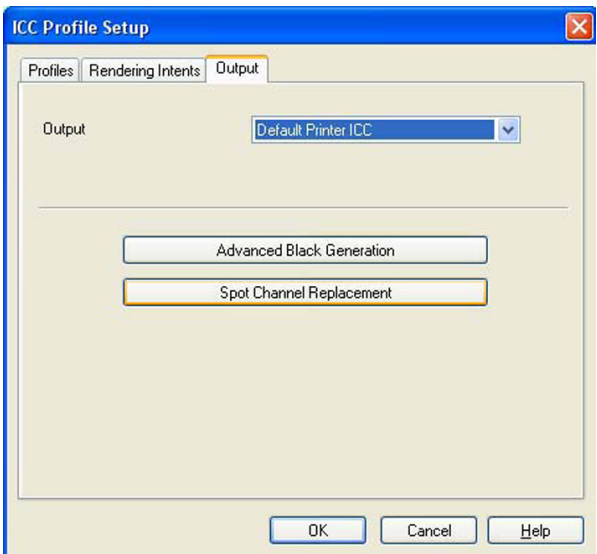 ICC Profile Setup
Profiles Rendering Intents Output
Output Default Printer ICC
Advanced Black Generation
Spot Channel Replacement
OK Cancel Help